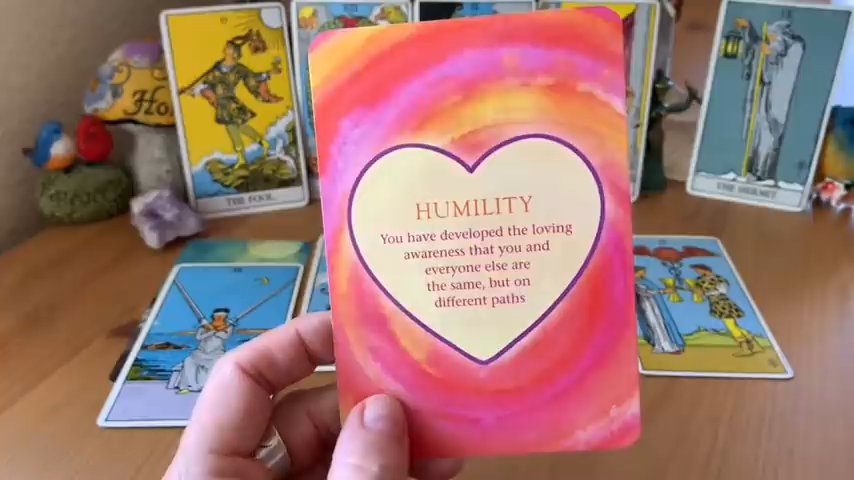 THE FOOL.
THE HERMIT.
HUMILITY
You have developed the loving
awareness that you and
everyone else are
the same, but on
different paths